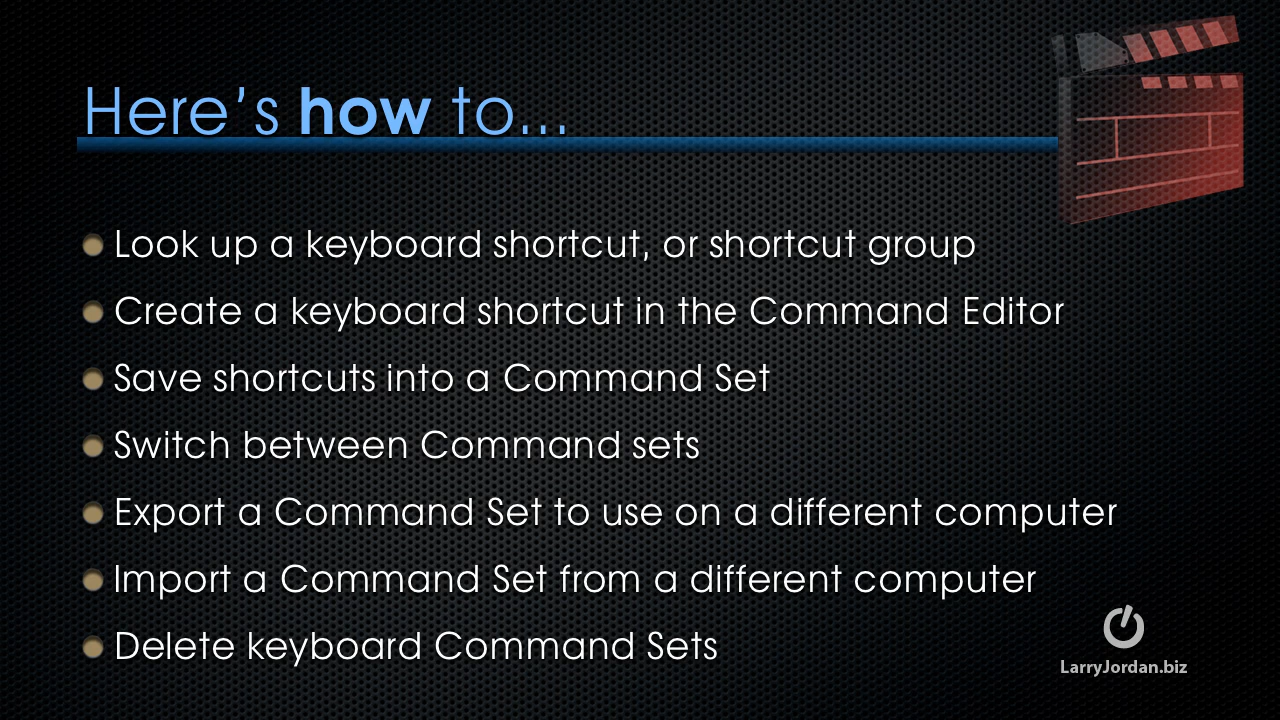 Here's how to...
Look up a keyboard shortcut, or shortcut group
Create a keyboard shortcut in the Command Editor
Save shortcuts into a Command Set
Switch between Command sets
Export a Command Set to use on a different computer
Import a Command Set from a different computer
Delete keyboard Command Sets
LarryJordan.biz